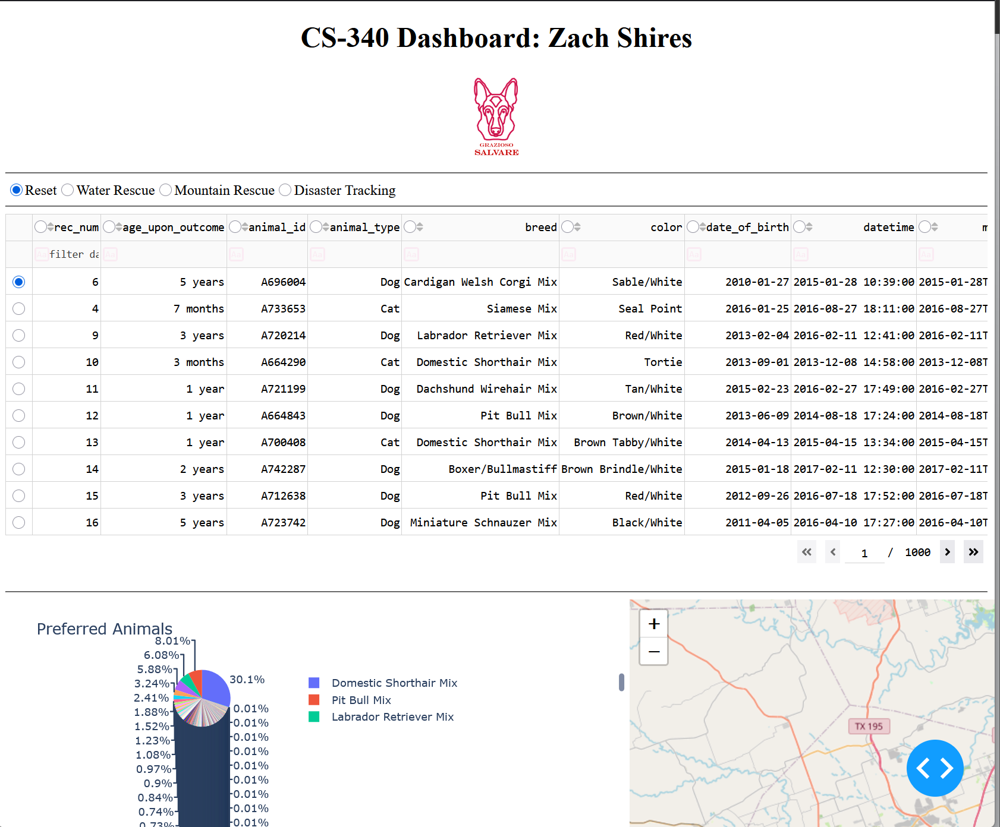 CS-340 Dashboard: Zach Shires
GRAZIOSO
SALVARE
Reset Water Rescue Mountain Rescue Disaster Tracking
rec_num age_upon_outcome animal_id animal_type breed color date_of_birth datetime m
Aa filter da Aa Aa Aa Aa Aa Aa Aa Aa
6 5 years A696004 Dog Cardigan Welsh Corgi Mix Sable/White 2010-01-27 2015-01-28 10:39:00 2015-01-28T
4 7 months A733653 Cat Siamese Mix Seal Point 2016-01-25 2016-08-27 18:11:00 2016-08-27T
9 3 years A720214 Dog Labrador Retriever Mix Red/White 2013-02-04 2016-02-11 12:41:00 2016-02-11T
10 3 months A664290 Cat Domestic Shorthair Mix Tortie 2013-09-01 2013-12-08 14:58:00 2013-12-08T
11 1 year A721199 Dog Dachshund Wirehair Mix Tan/White 2015-02-23 2016-02-27 17:49:00 2016-02-27T
12 1 year A664843 Dog Pit Bull Mix Brown/White 2013-06-09 2014-08-18 17:24:00 2014-08-18T
13 1 year A700408 Cat Domestic Shorthair Mix Brown Tabby/White 2014-04-13 2015-04-15 13:34:00 2015-04-15T
14 2 years A742287 Dog Boxer/Bullmastiff Brown Brindle/White 2015-01-18 2017-02-11 12:30:00 2017-02-11T
15 3 years A712638 Dog Pit Bull Mix Red/White 2012-09-26 2016-07-18 17:52:00 2016-07-18T
16 5 years A723742 Dog Miniature Schnauzer Mix Black/White 2011-04-05 2016-04-10 17:27:00 2016-04-10T
1 / 1000
Preferred Animals
8.01%
6.08%
5.88%
3.24%
2.41%
1.88%
1.52%
1.23%
1.08%
0.97%
0.9%
0.84%
0.74%
0.73%
30.1%
0.01%
0.01%
0.01%
0.01%
0.01%
0.01%
0.01%
0.01%
0.01%
Domestic Shorthair Mix
Pit Bull Mix
Labrador Retriever Mix
+
−
TX 195